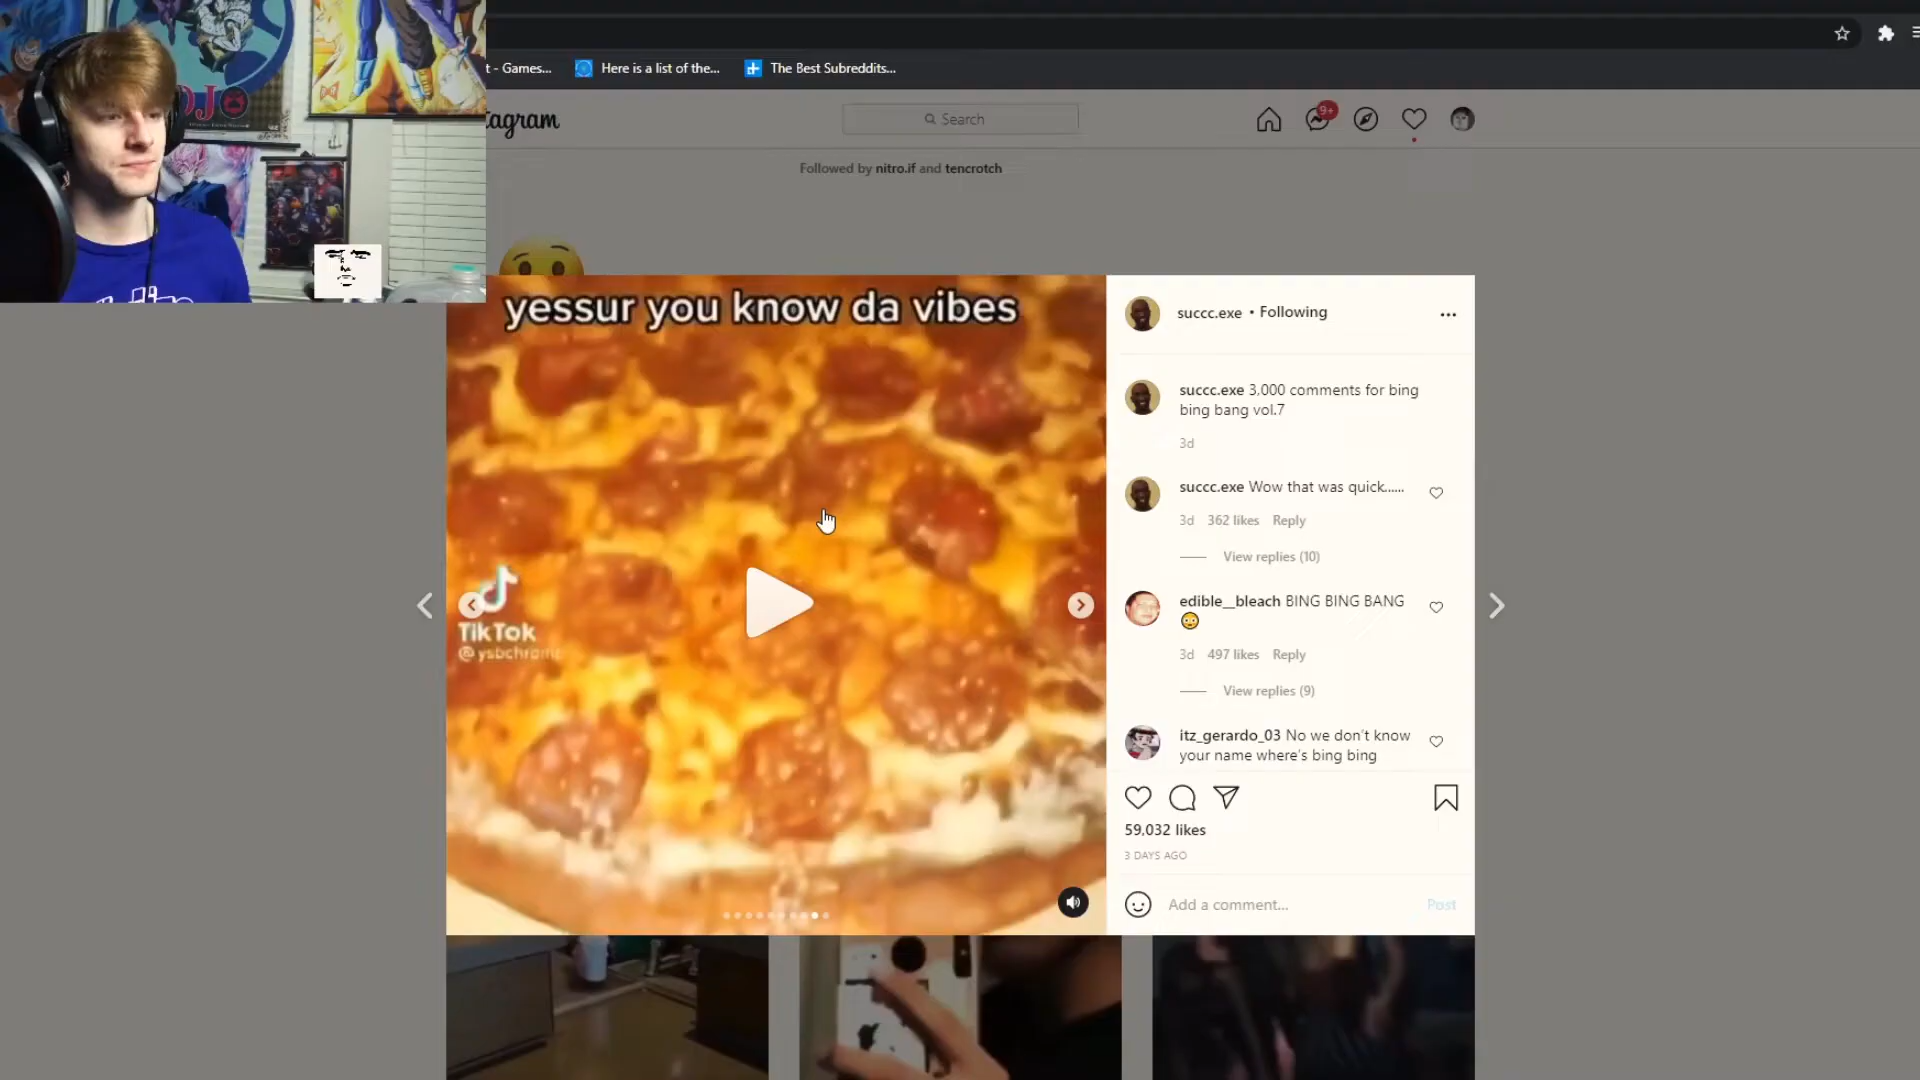 t - Games...
Here is a list of the...
The Best Subreddits...
tagram
Search
9+
Followed by nitro.if and tencrotch
yessur you know da vibes
TikTok
@ysbchrome
succc.exe • Following
succc.exe 3,000 comments for bing
bing bang vol.7
3d
succc.exe Wow that was quick......
3d 362 likes Reply
View replies (10)
edible__bleach BING BING BANG
😳
3d 497 likes Reply
View replies (9)
itz_gerardo_03 No we don't know
your name where's bing bing
59,032 likes
3 DAYS AGO
Add a comment...
Post